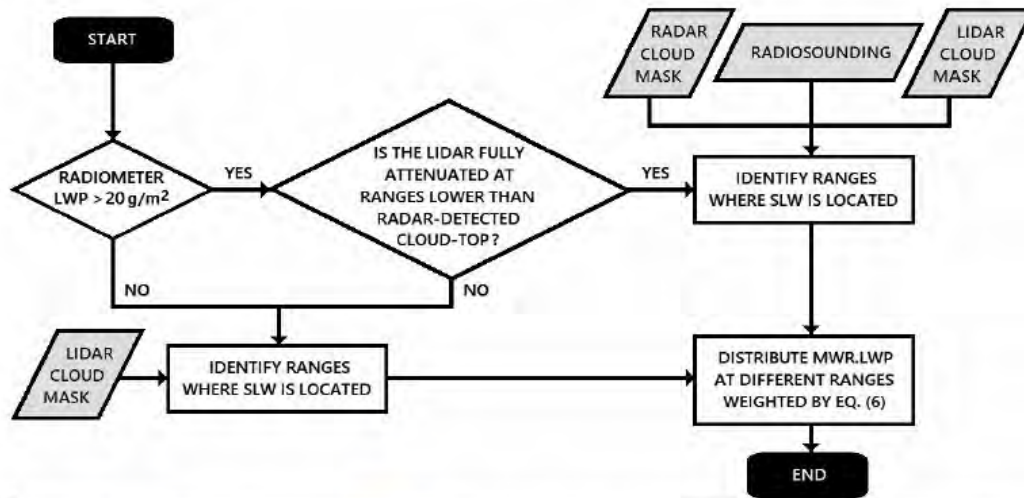 START
RADIOMETER
LWP > 20 g/m²
YES
IS THE LIDAR FULLY
ATTENUATED AT
RANGES LOWER THAN
RADAR-DETECTED
CLOUD-TOP?
YES
RADAR
CLOUD
MASK
RADIOSOUNDING
LIDAR
CLOUD
MASK
IDENTIFY RANGES
WHERE SLW IS LOCATED
NO
NO
LIDAR
CLOUD
MASK
IDENTIFY RANGES
WHERE SLW IS LOCATED
DISTRIBUTE MWR.LWP
AT DIFFERENT RANGES
WEIGHTED BY EQ. (6)
END